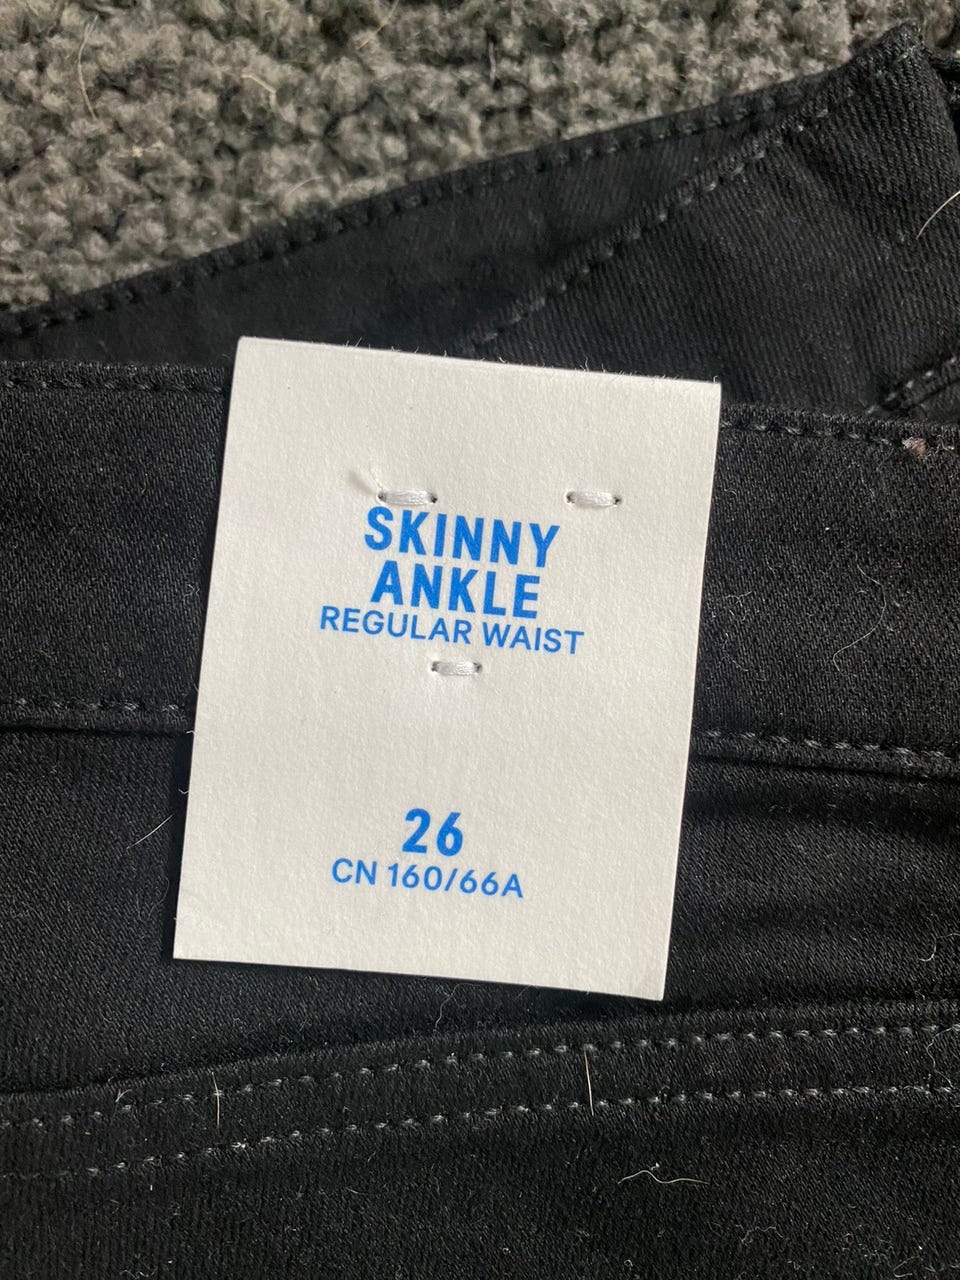 SKINNY
ANKLE
REGULAR WAIST
26
CN 160/66A